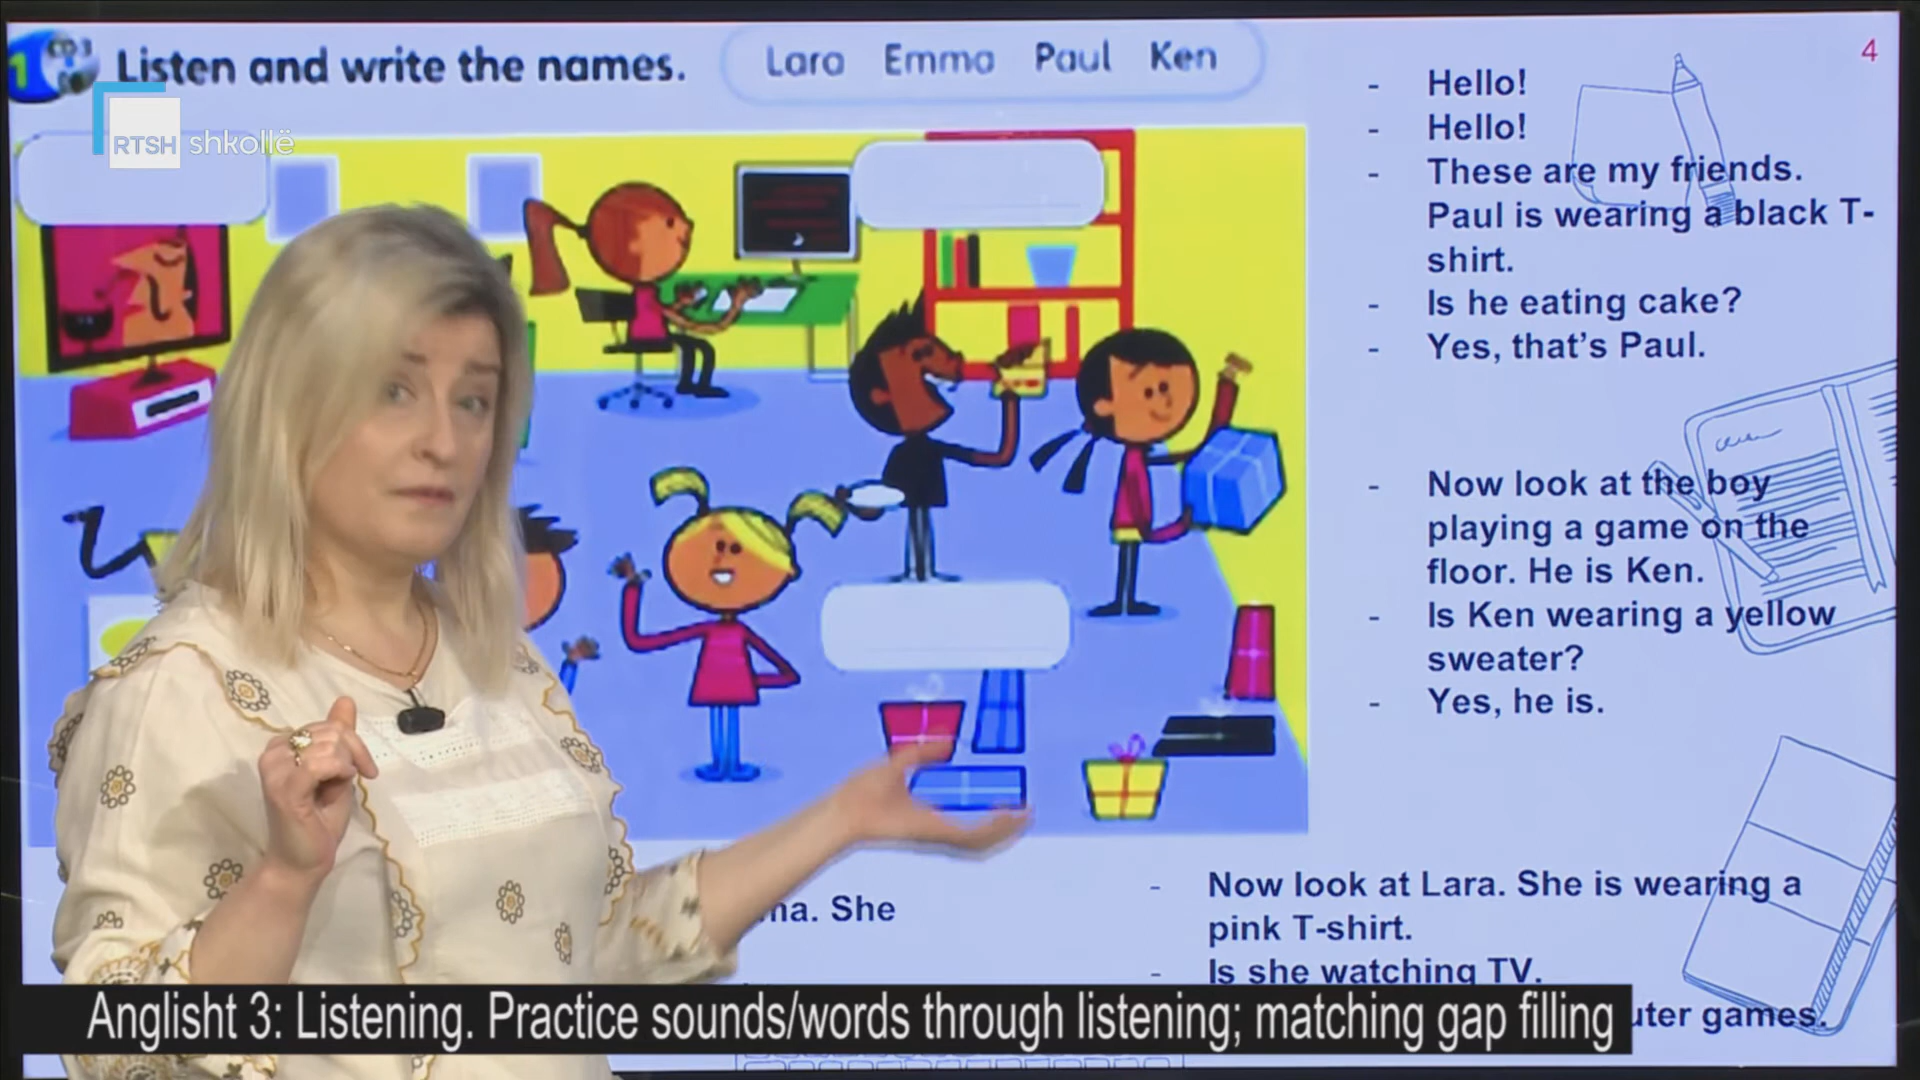 1 CD3
Listen and write the names.
Lara Emma Paul Ken
4
RTSH shkollë
- Hello!
- Hello!
- These are my friends.
Paul is wearing a black T-
shirt.
- Is he eating cake?
- Yes, that's Paul.
- Now look at the boy
playing a game on the
floor. He is Ken.
- Is Ken wearing a yellow
sweater?
- Yes, he is.
She
- Now look at Lara. She is wearing a
pink T-shirt.
- Is she watching TV.
games.
Anglisht 3: Listening. Practice sounds/words through listening; matching gap filling